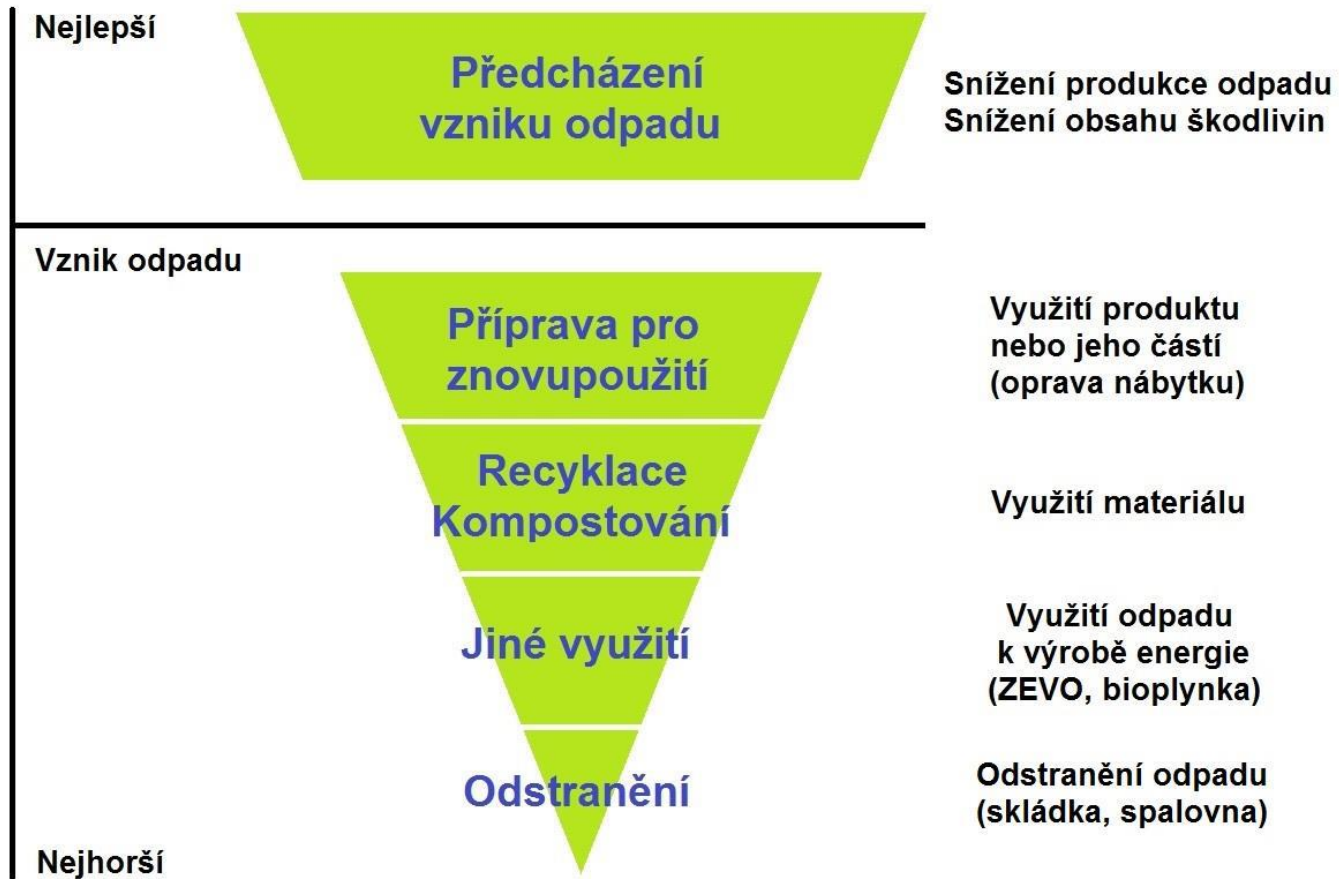 Nejlepší
Předcházení
vzniku odpadu
Snížení produkce odpadu
Snížení obsahu škodlivin
Vznik odpadu
Příprava pro
znovupoužití
Využití produktu
nebo jeho částí
(oprava nábytku)
Recyklace
Kompostování
Využití materiálu
Jiné využití
Využití odpadu
k výrobě energie
(ZEVO, bioplynka)
Odstranění
Odstranění odpadu
(skládka, spalovna)
Nejhorší